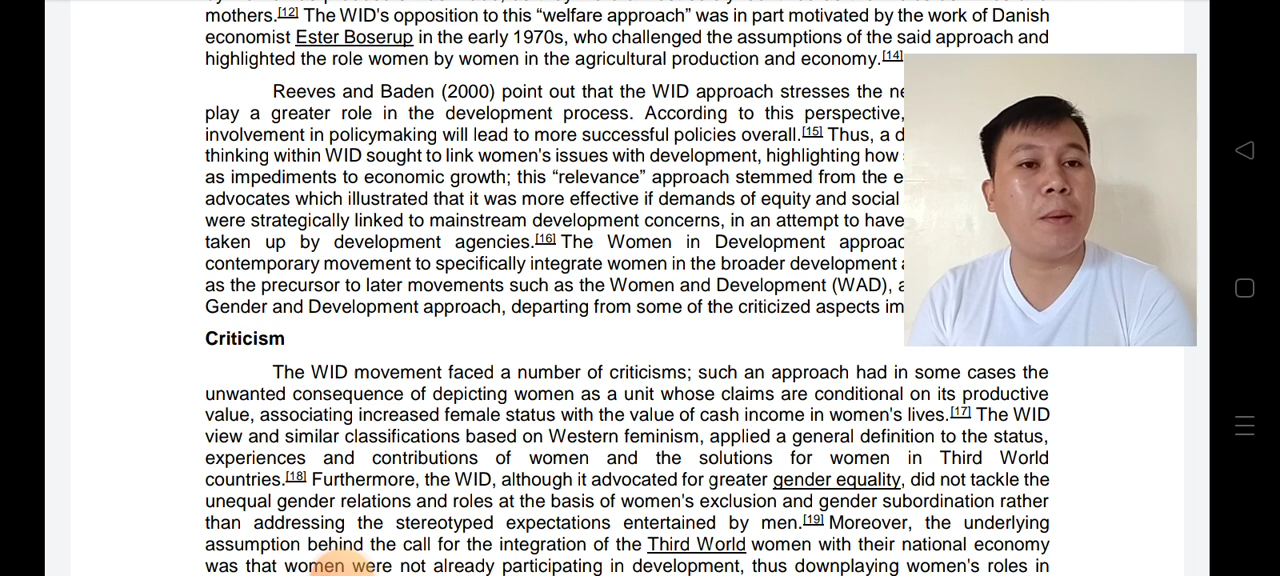 mothers.[12] The WID's opposition to this “welfare approach” was in part motivated by the work of Danish
economist Ester Boserup in the early 1970s, who challenged the assumptions of the said approach and
highlighted the role women by women in the agricultural production and economy.[14]
Reeves and Baden (2000) point out that the WID approach stresses the
play a greater role in the development process. According to this perspective,
involvement in policymaking will lead to more successful policies overall.[15] Thus, a
thinking within WID sought to link women's issues with development, highlighting how
as impediments to economic growth; this “relevance” approach stemmed from the
advocates which illustrated that it was more effective if demands of equity and social
were strategically linked to mainstream development concerns, in an attempt to have
taken up by development agencies.[16] The Women in Development
contemporary movement to specifically integrate women in the broader development
as the precursor to later movements such as the Women and Development (WAD),
Gender and Development approach, departing from some of the criticized aspects
Criticism
The WID movement faced a number of criticisms; such an approach had in some cases the
unwanted consequence of depicting women as a unit whose claims are conditional on its productive
value, associating increased female status with the value of cash income in women's lives.[17] The WID
view and similar classifications based on Western feminism, applied a general definition to the status,
experiences and contributions of women and the solutions for women in Third World
countries.[18] Furthermore, the WID, although it advocated for greater gender equality, did not tackle the
unequal gender relations and roles at the basis of women's exclusion and gender subordination rather
than addressing the stereotyped expectations entertained by men.[19] Moreover, the underlying
assumption behind the call for the integration of the Third World women with their national economy
was that women were not already participating in development, thus downplaying women's roles in